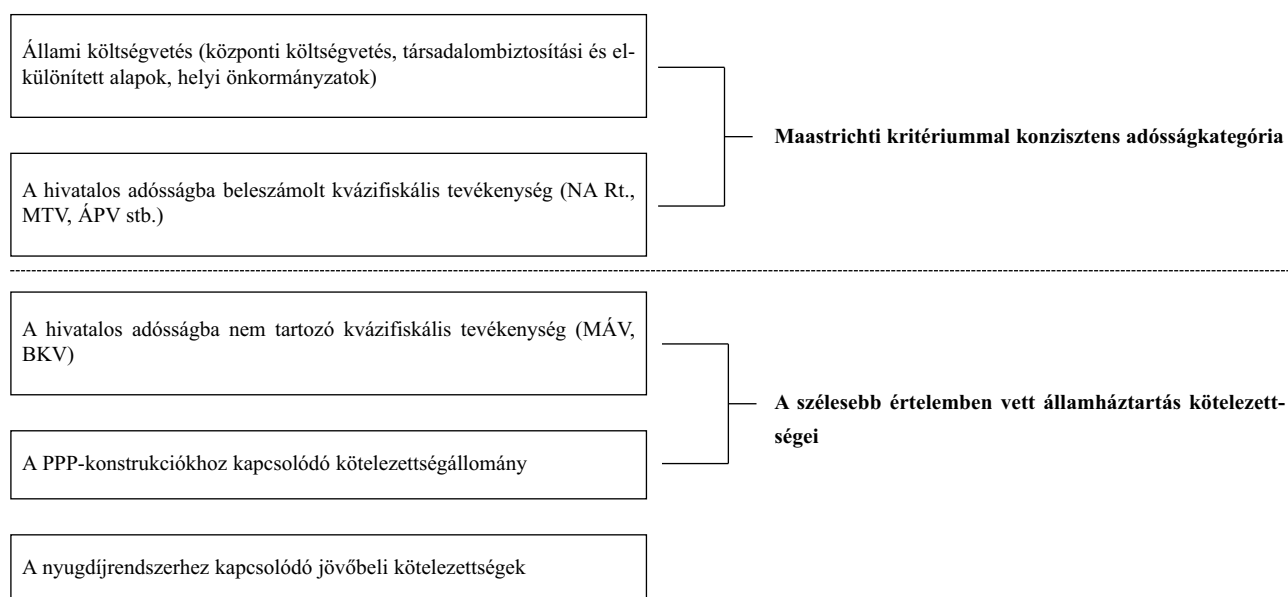 Állami költségvetés (központi költségvetés, társadalombiztosítási és el-
különített alapok, helyi önkormányzatok)
Maastrichti kritériummal konzisztens adósságkategória
A hivatalos adósságba beleszámolt kvázifiskális tevékenység (NA Rt.,
MTV, ÁPV stb.)
A hivatalos adósságba nem tartozó kvázifiskális tevékenység (MÁV,
BKV)
A szélesebb értelemben vett államháztartás kötelezett-
ségei
A PPP-konstrukciókhoz kapcsolódó kötelezettségállomány
A nyugdíjrendszerhez kapcsolódó jövőbeli kötelezettségek